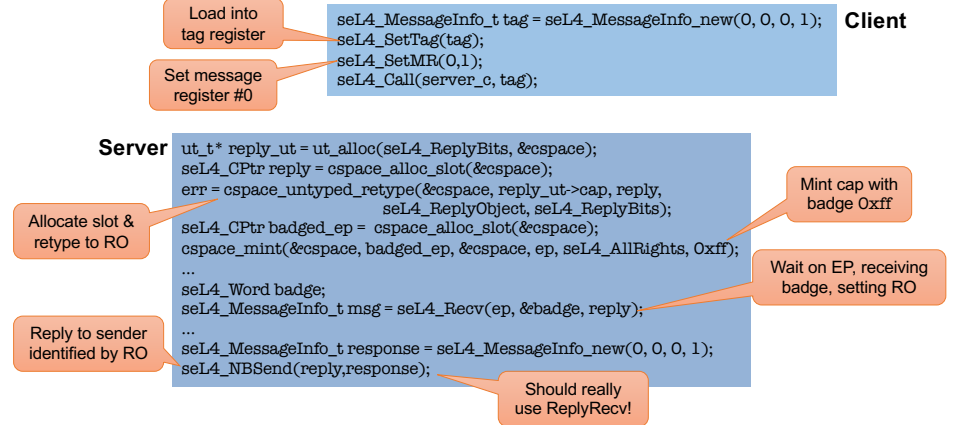 Load into
tag register
seL4_MessageInfo_t tag = seL4_MessageInfo_new(0, 0, 0, 1);
Client
seL4_SetTag(tag);
seL4_SetMR(0,1);
Set message
register #0
seL4_Call(server_c, tag);
Server
ut_t* reply_ut = ut_alloc(seL4_ReplyBits, &cspace);
seL4_CPtr reply = cspace_alloc_slot(&cspace);
err = cspace_untyped_retype(&cspace, reply_ut->cap, reply,
seL4_ReplyObject, seL4_ReplyBits);
Mint cap with
badge 0xff
Allocate slot &
retype to RO
seL4_CPtr badged_ep = cspace_alloc_slot(&cspace);
cspace_mint(&cspace, badged_ep, &cspace, ep, seL4_AllRights, 0xff);
...
seL4_Word badge;
seL4_MessageInfo_t msg = seL4_Recv(ep, &badge, reply);
Wait on EP, receiving
badge, setting RO
...
Reply to sender
identified by RO
seL4_MessageInfo_t response = seL4_MessageInfo_new(0, 0, 0, 1);
seL4_NBSend(reply,response);
Should really
use ReplyRecv!